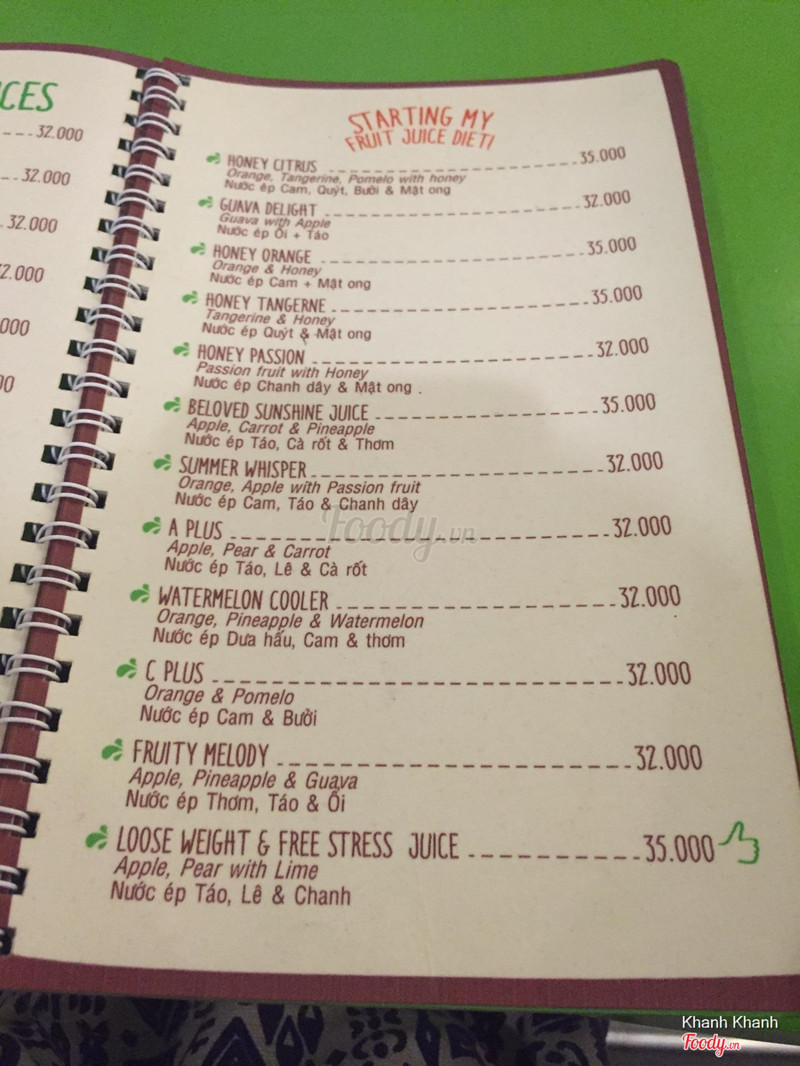 CES
32.000
32.000
32.000
2.000
000
00
STARTING MY
FRUIT JUICE DIET!
HONEY CITRUS 35.000
Orange, Tangerine, Pomelo with honey
Nước ép Cam, Quýt, Bưởi & Mật ong
GUAVA DELIGHT 32.000
Guava with Apple
Nước ép Ổi + Táo
HONEY ORANGE 35.000
Orange & Honey
Nước ép Cam + Mật ong
HONEY TANGERNE 35.000
Tangerine & Honey
Nước ép Quýt & Mật ong
HONEY PASSION 32.000
Passion fruit with Honey
Nước ép Chanh dây & Mật ong .
BELOVED SUNSHINE JUICE 35.000
Apple, Carrot & Pineapple
Nước ép Táo, Cà rốt & Thơm
SUMMER WHISPER 32.000
Orange, Apple with Passion fruit
Nước ép Cam, Táo & Chanh dây
A PLUS 32.000
Apple, Pear & Carrot
Nước ép Táo, Lê & Cà rốt
WATERMELON COOLER 32.000
Orange, Pineapple & Watermelon
Nước ép Dưa hấu, Cam & thơm
C PLUS 32.000
Orange & Pomelo
Nước ép Cam & Bưởi
FRUITY MELODY 32.000
Apple, Pineapple & Guava
Nước ép Thơm, Táo & Ổi
LOOSE WEIGHT & FREE STRESS JUICE 35.000
Apple, Pear with Lime
Nước ép Táo, Lê & Chanh
Foody.vn
Khanh Khanh
Foody.vn